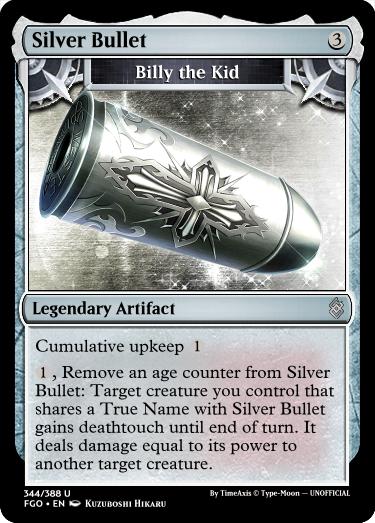 Silver Bullet 3
Billy the Kid
Legendary Artifact
Cumulative upkeep 1
1 , Remove an age counter from Silver
Bullet: Target creature you control that
shares a True Name with Silver Bullet
gains deathtouch until end of turn. It
deals damage equal to its power to
another target creature.
344/388 U
FGO • EN Kuzuboshi Hikaru
By TimeAxis © Type-Moon — UNOFFICIAL